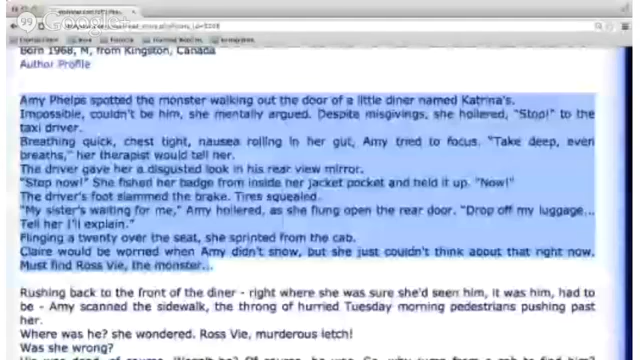 99 Google+
Born 1968, M, from Kingston, Canada
Author Profile
Amy Phelps spotted the monster walking out the door of a little diner named Katrina's.
Impossible, couldn't be him, she mentally argued. Despite misgivings, she hollered, "Stop!" to the
taxi driver.
Breathing quick, chest tight, nausea rolling in her gut, Amy tried to focus. "Take deep, even
breaths," her therapist would tell her.
The driver gave her a disgusted look in his rear view mirror.
"Stop now!" She fished her badge from inside her jacket pocket and held it up. "Now!"
The driver's foot slammed the brake. Tires squealed.
"My sister's waiting for me," Amy hollered, as she flung open the rear door. "Drop off my luggage...
Tell her I'll explain."
Flinging a twenty over the seat, she sprinted from the cab.
Claire would be worried when Amy didn't show, but she just couldn't think about that right now.
Must find Ross Vie, the monster...
Rushing back to the front of the diner - right where she was sure she'd seen him, it was him, had to
be - Amy scanned the sidewalk, the throng of hurried Tuesday morning pedestrians pushing past
her.
Where was he? she wondered. Ross Vie, murderous letch!
Was she wrong?